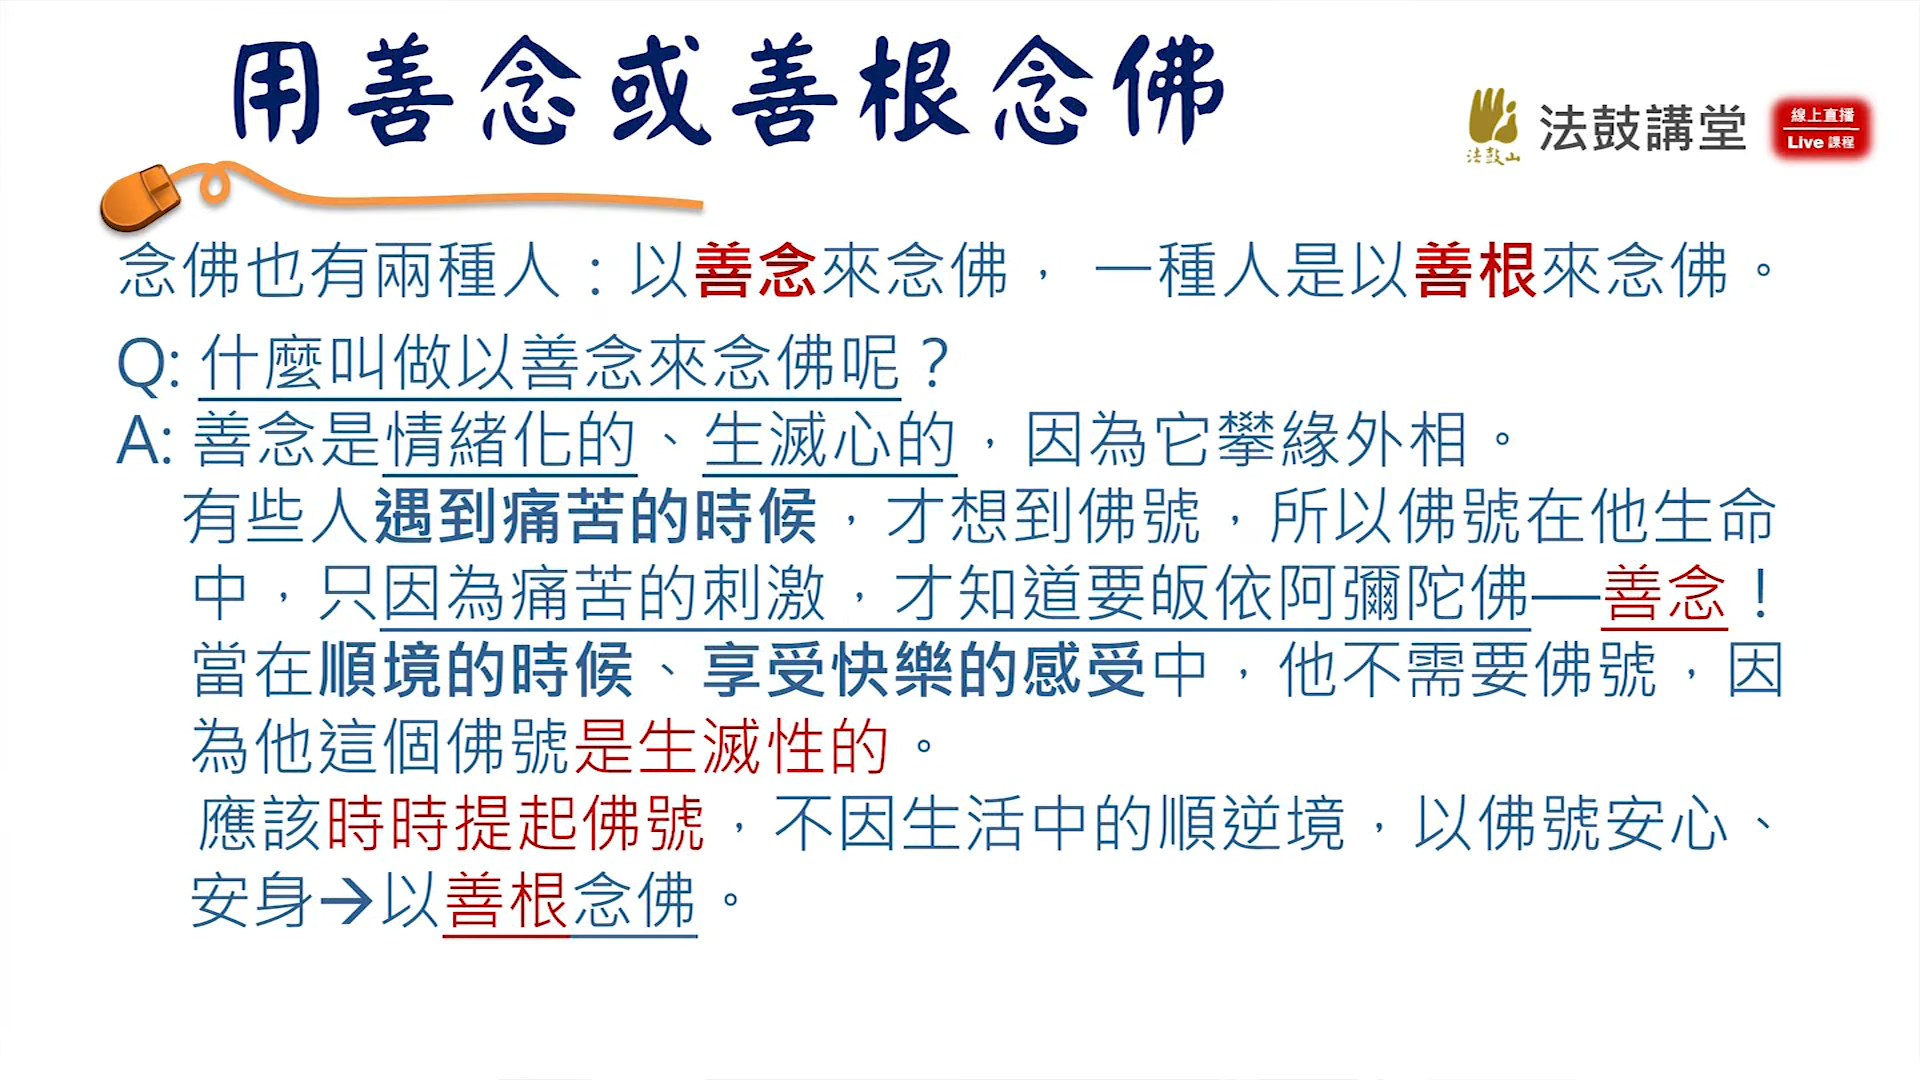 用善念或善根念佛
法鼓山
法鼓講堂
線上直播
Live 課程
念佛也有兩種人：以善念來念佛， 一種人是以善根來念佛。
Q: 什麼叫做以善念來念佛呢？
A: 善念是情緒化的、生滅心的，因為它攀緣外相。
有些人遇到痛苦的時候，才想到佛號，所以佛號在他生命
中，只因為痛苦的刺激，才知道要皈依阿彌陀佛──善念！
當在順境的時候、享受快樂的感受中，他不需要佛號，因
為他這個佛號是生滅性的。
應該時時提起佛號，不因生活中的順逆境，以佛號安心、
安身→以善根念佛。